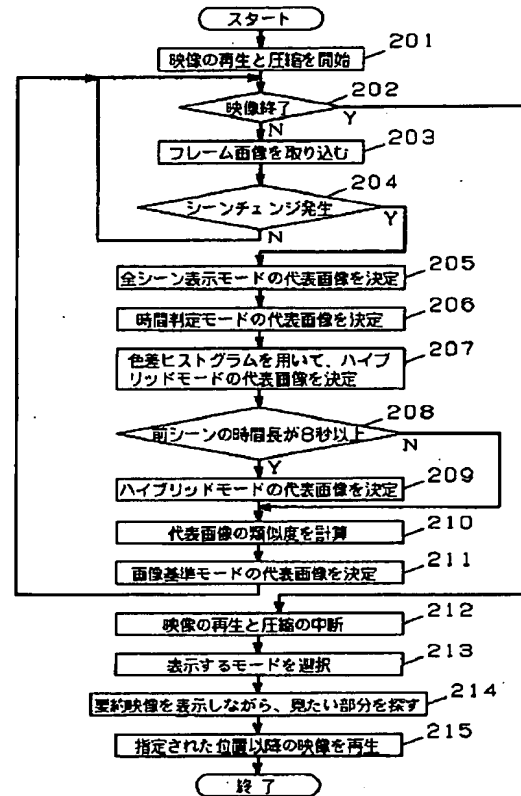 スタート
201
映像の再生と圧縮を開始
202
映像終了
Y
N
203
フレーム画像を取り込む
204
シーンチェンジ発生
Y
N
205
全シーン表示モードの代表画像を決定
206
時間判定モードの代表画像を決定
207
色差ヒストグラムを用いて、ハイブ
リッドモードの代表画像を決定
208
前シーンの時間長が8秒以上
N
Y
209
ハイブリッドモードの代表画像を決定
210
代表画像の類似度を計算
211
画像基準モードの代表画像を決定
212
映像の再生と圧縮の中断
213
表示するモードを選択
214
要約映像を表示しながら、見たい部分を探す
215
指定された位置以降の映像を再生
終了